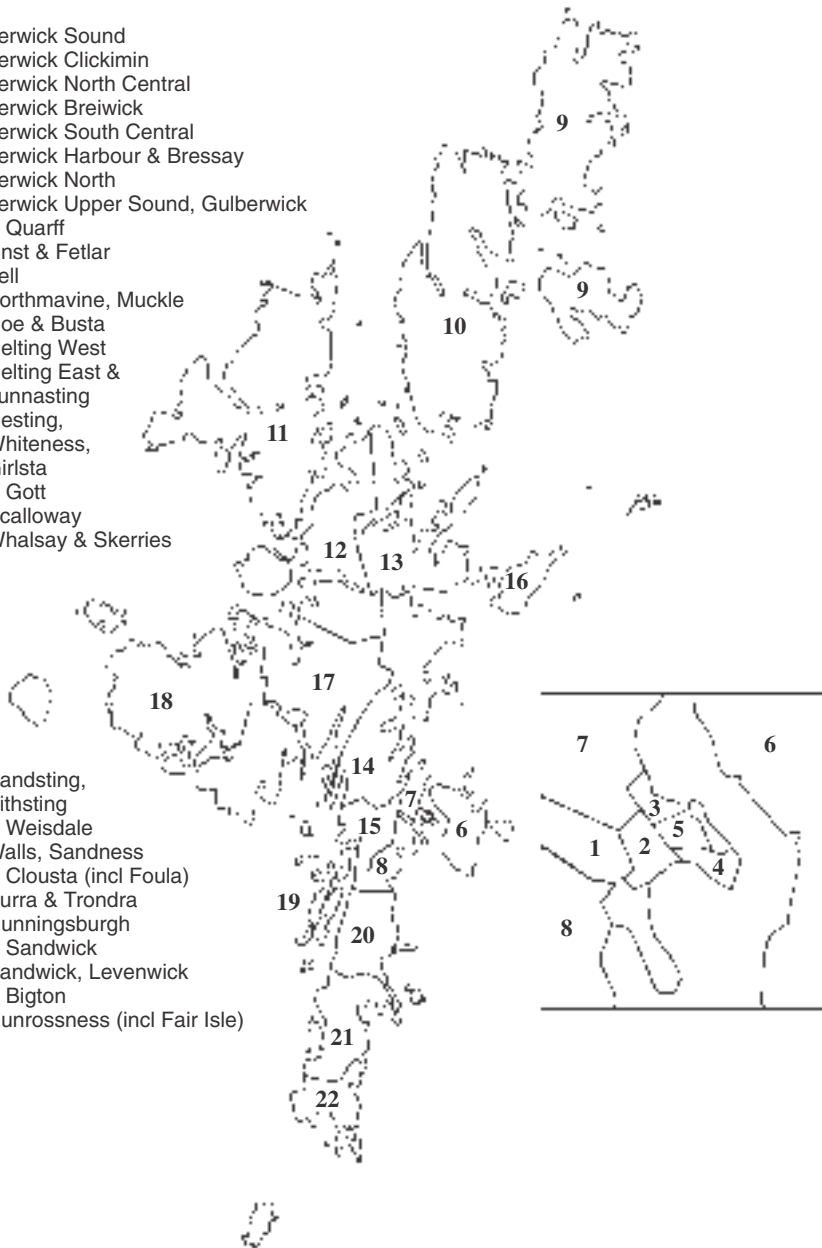 erwick Sound
erwick Clickimin
erwick North Central
erwick Breiwick
erwick South Central
erwick Harbour & Bressay
erwick North
erwick Upper Sound, Gulberwick
Quarff
nst & Fetlar
ell
orthmavine, Muckle
oe & Busta
elting West
elting East &
unnasting
esting,
hiteness,
irlsta
Gott
calloway
halsay & Skerries
andsting,
ithsting
Weisdale
alls, Sandness
Clousta (incl Foula)
urra & Trondra
unningsburgh
Sandwick
andwick, Levenwick
Bigton
unrossness (incl Fair Isle)
9
9
10
11
12
13
16
17
18
14
7
15
6
8
19
20
21
22
7
6
3
5
1
2
4
8